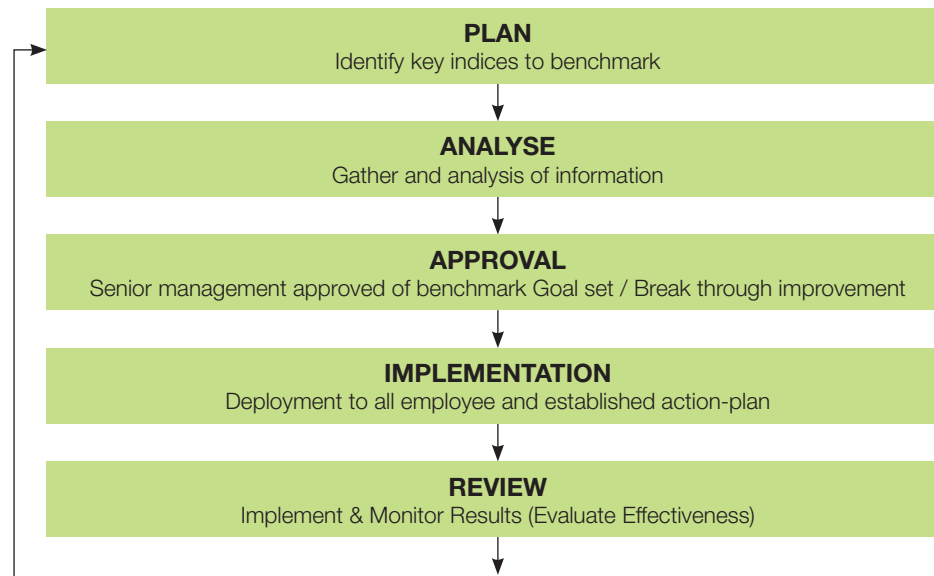 PLAN
Identify key indices to benchmark
ANALYSE
Gather and analysis of information
APPROVAL
Senior management approved of benchmark Goal set / Break through improvement
IMPLEMENTATION
Deployment to all employee and established action-plan
REVIEW
Implement & Monitor Results (Evaluate Effectiveness)